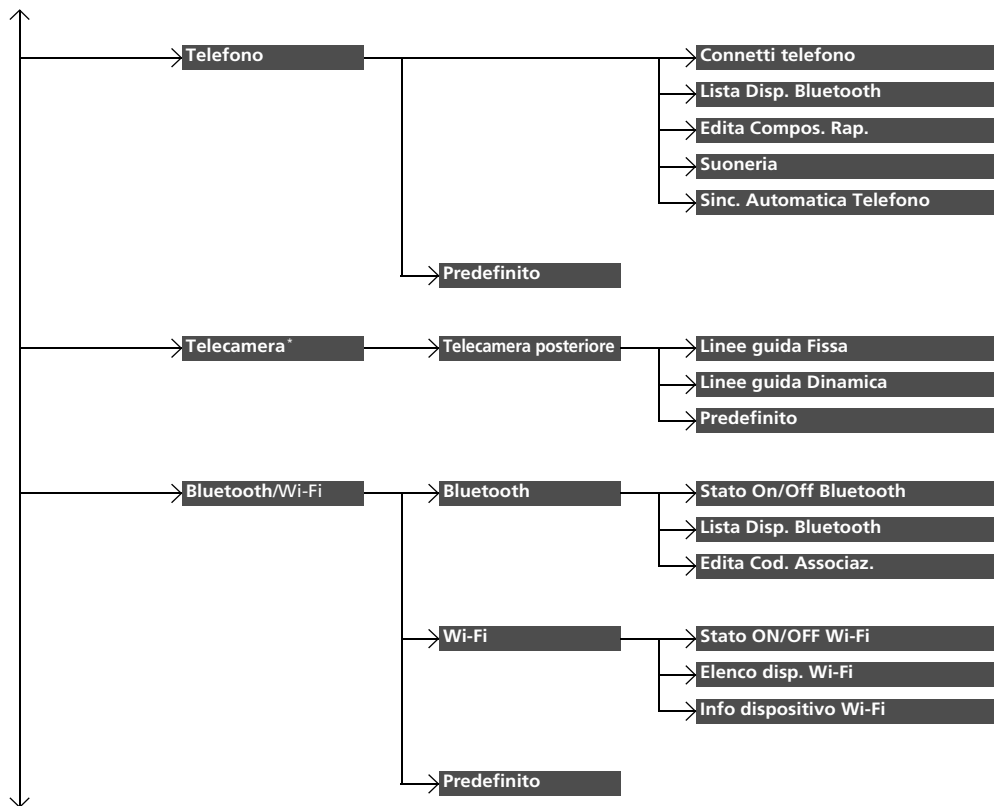 Telefono
Connetti telefono
Lista Disp. Bluetooth
Edita Compos. Rap.
Suoneria
Sinc. Automatica Telefono
Predefinito
Telecamera*
Telecamera posteriore
Linee guida Fissa
Linee guida Dinamica
Predefinito
Bluetooth/Wi-Fi
Bluetooth
Stato On/Off Bluetooth
Lista Disp. Bluetooth
Edita Cod. Associaz.
Wi-Fi
Stato ON/OFF Wi-Fi
Elenco disp. Wi-Fi
Info dispositivo Wi-Fi
Predefinito